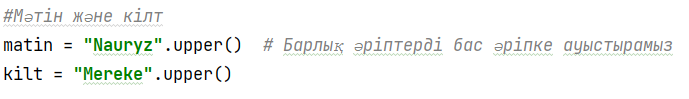 #Мәтін және кілт
matin = "Nauryz".upper()  # Барлық әріптерді бас әріпке ауыстырамыз
kilt = "Mereke".upper()